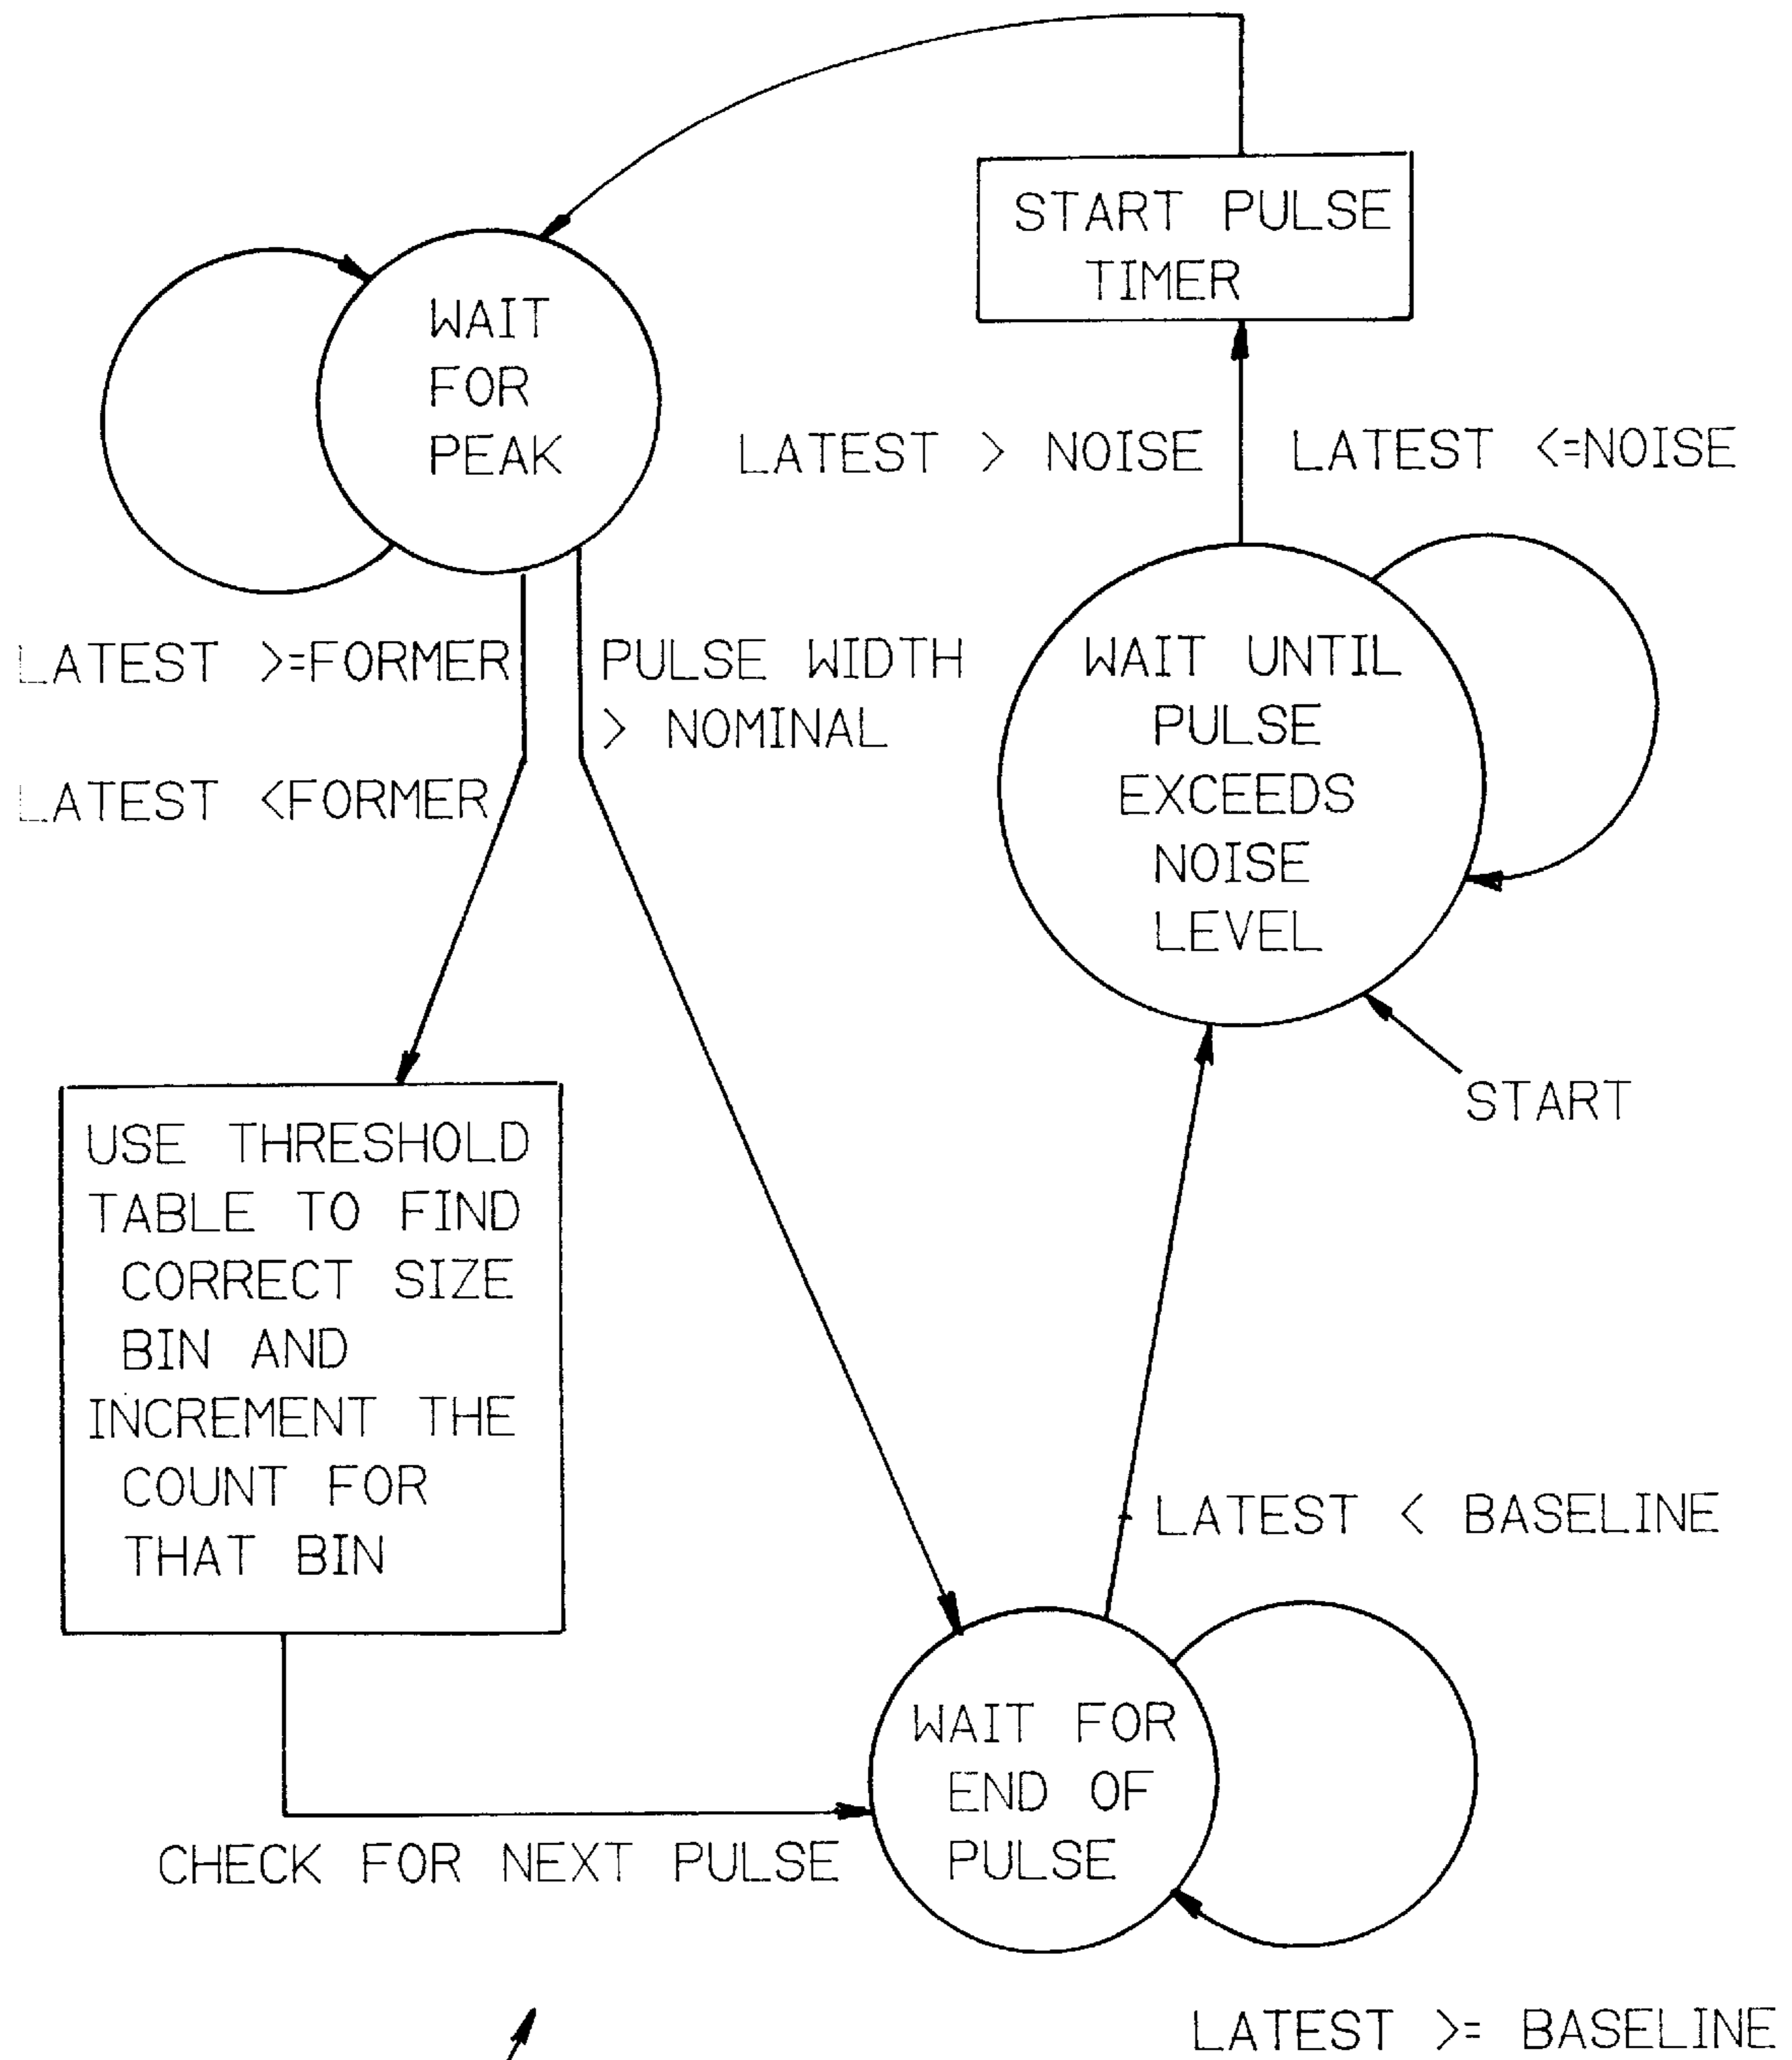 START PULSE
TIMER
WAIT
FOR
PEAK
LATEST > NOISE
LATEST <=NOISE
LATEST >=FORMER
PULSE WIDTH
> NOMINAL
LATEST <FORMER
WAIT UNTIL
PULSE
EXCEEDS
NOISE
LEVEL
START
USE THRESHOLD
TABLE TO FIND
CORRECT SIZE
BIN AND
INCREMENT THE
COUNT FOR
THAT BIN
LATEST < BASELINE
WAIT FOR
END OF
PULSE
CHECK FOR NEXT PULSE
LATEST >= BASELINE